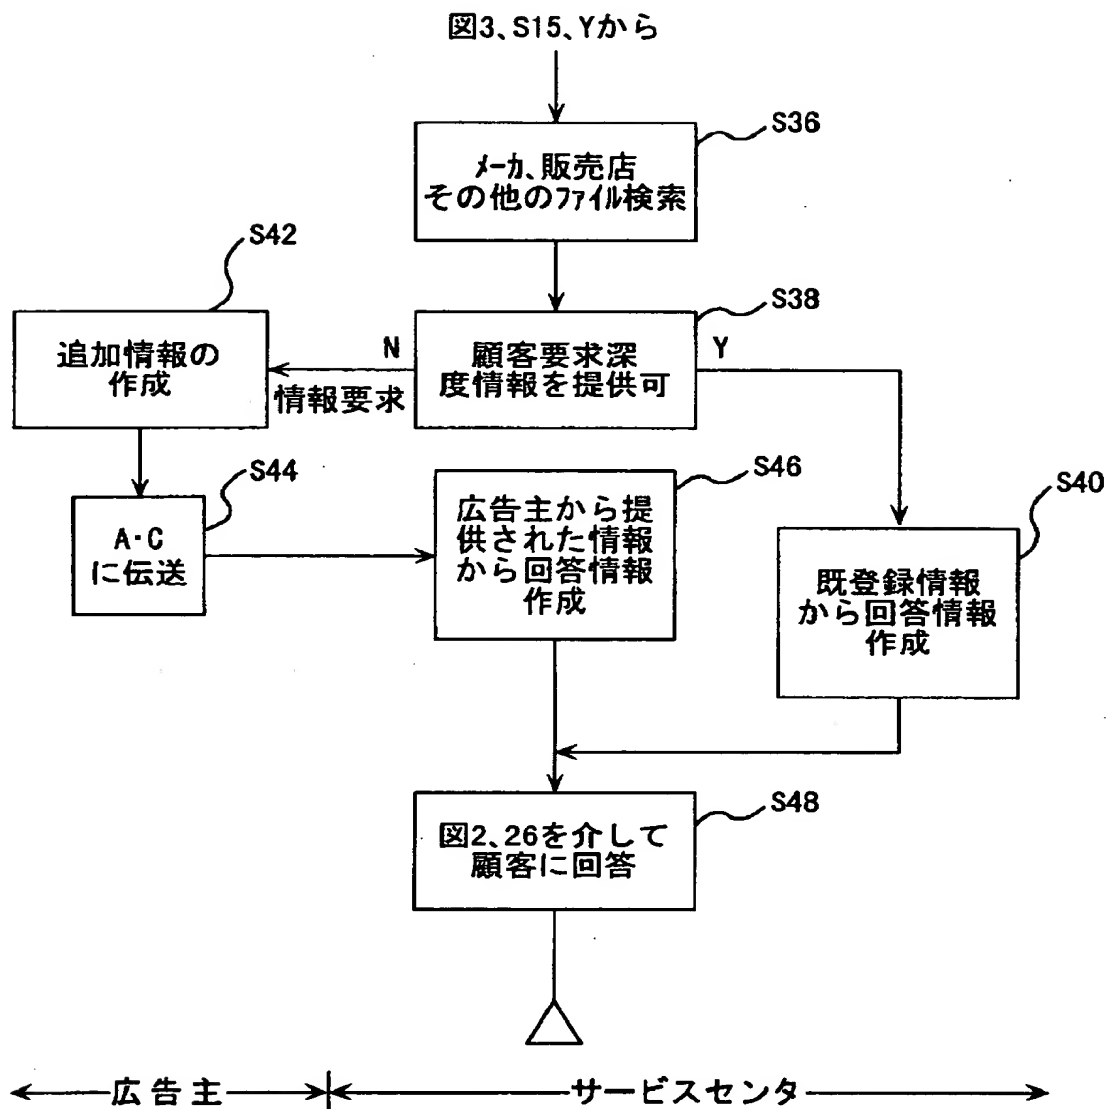 図3、S15、Yから
S36
メーカ、販売店
その他のファイル検索
S42
S38
追加情報の
作成
N
情報要求
顧客要求深
度情報を提供可
Y
S44
S46
S40
A・C
に伝送
広告主から提
供された情報
から回答情報
作成
既登録情報
から回答情報
作成
S48
図2、26を介して
顧客に回答
広告主
サービスセンタ